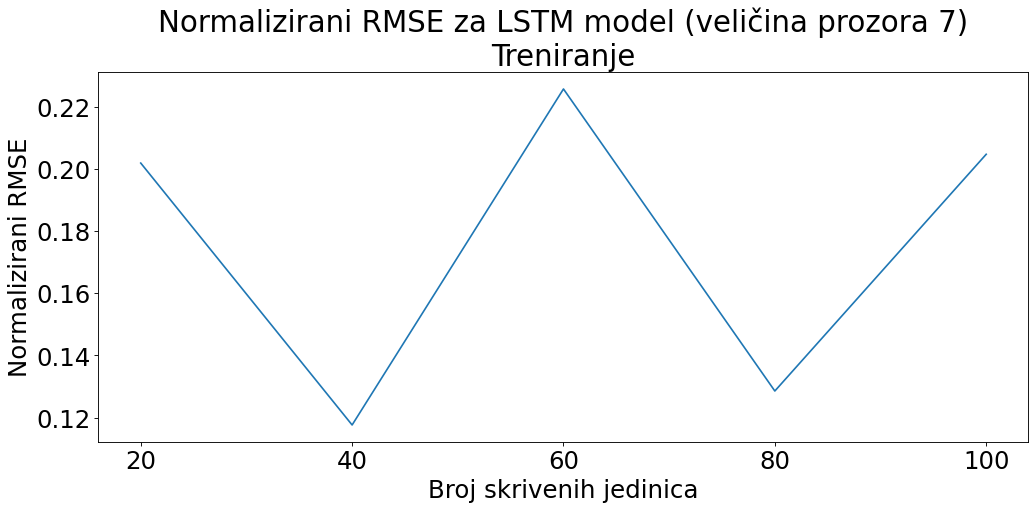 Normalizirani RMSE za LSTM model (veličina prozora 7)
Treniranje
Normalizirani RMSE
0.22
0.20
0.18
0.16
0.14
0.12
20 40 60 80 100
Broj skrivenih jedinica